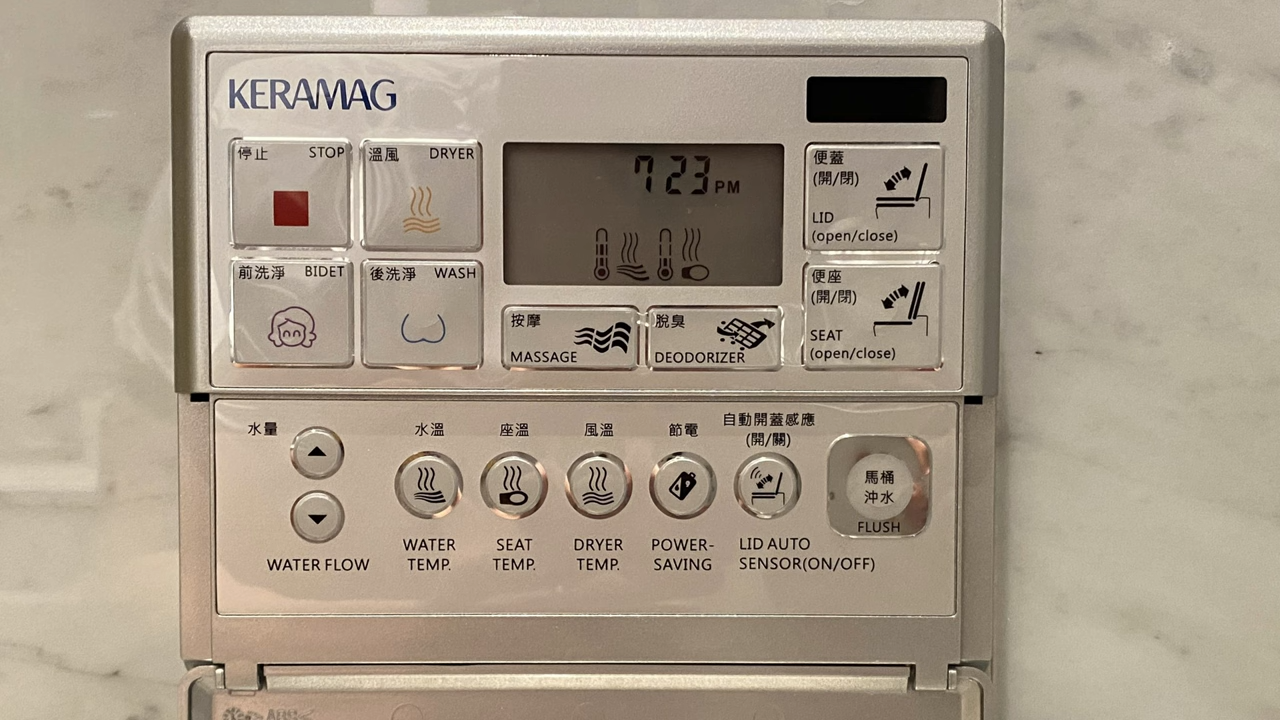 KERAMAG
停止 STOP
溫風 DRYER
7 23 PM
便蓋
(開/閉)
LID
(open/close)
前洗淨 BIDET
後洗淨 WASH
按摩
MASSAGE
脫臭
DEODORIZER
便座
(開/閉)
SEAT
(open/close)
水量
WATER FLOW
水溫
WATER
TEMP.
座溫
SEAT
TEMP.
風溫
DRYER
TEMP.
節電
POWER-
SAVING
自動開蓋感應
(開/關)
LID AUTO
SENSOR(ON/OFF)
馬桶
沖水
FLUSH